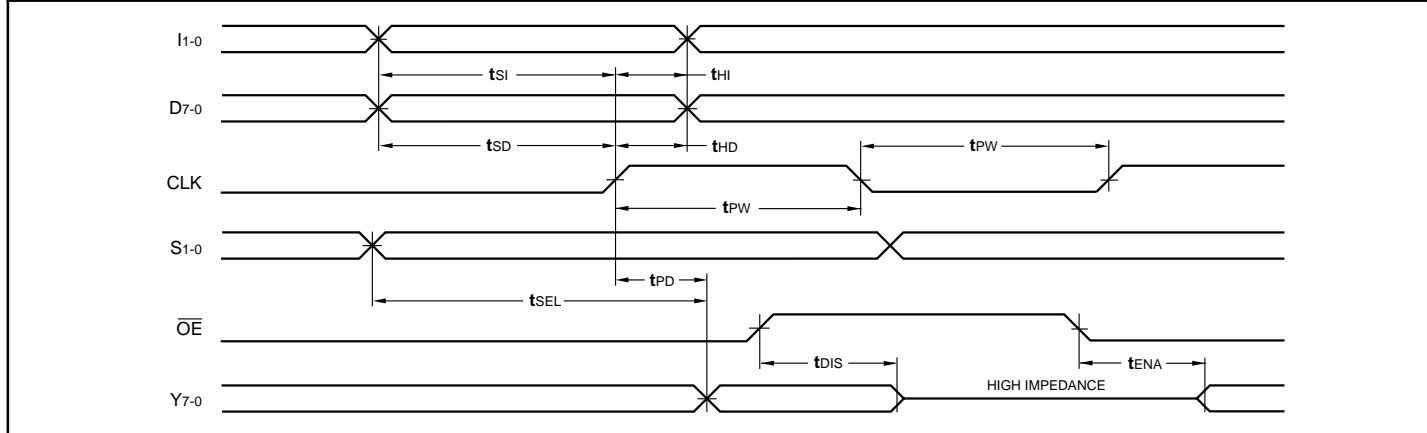 I1-0
tSI tHI
D7-0
tSD tHD tPW
CLK
tPW
S1-0
tPD
tSEL
OE
tDIS tENA
HIGH IMPEDANCE
Y7-0